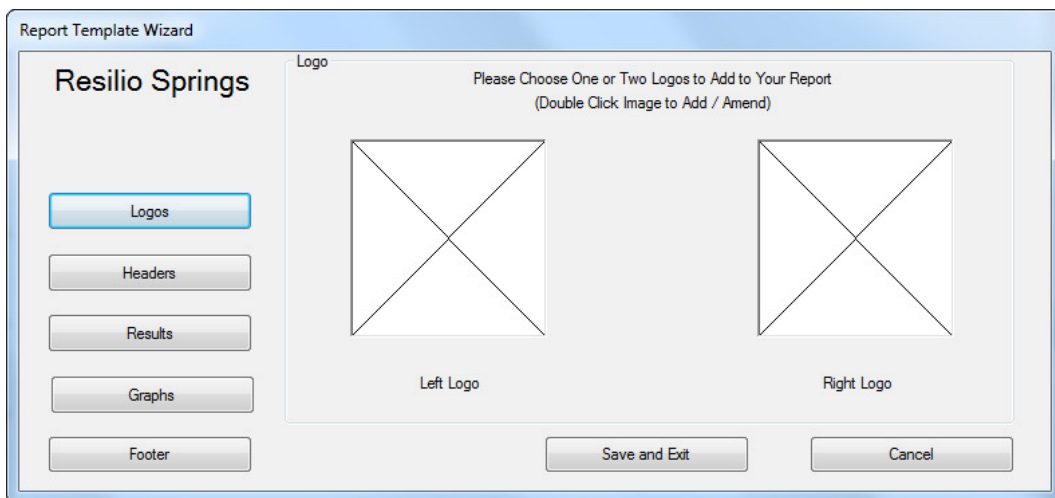 Report Template Wizard
Resilio Springs
Logo
Please Choose One or Two Logos to Add to Your Report
(Double Click Image to Add / Amend)
Logos
Headers
Results
Graphs
Footer
Left Logo
Right Logo
Save and Exit
Cancel